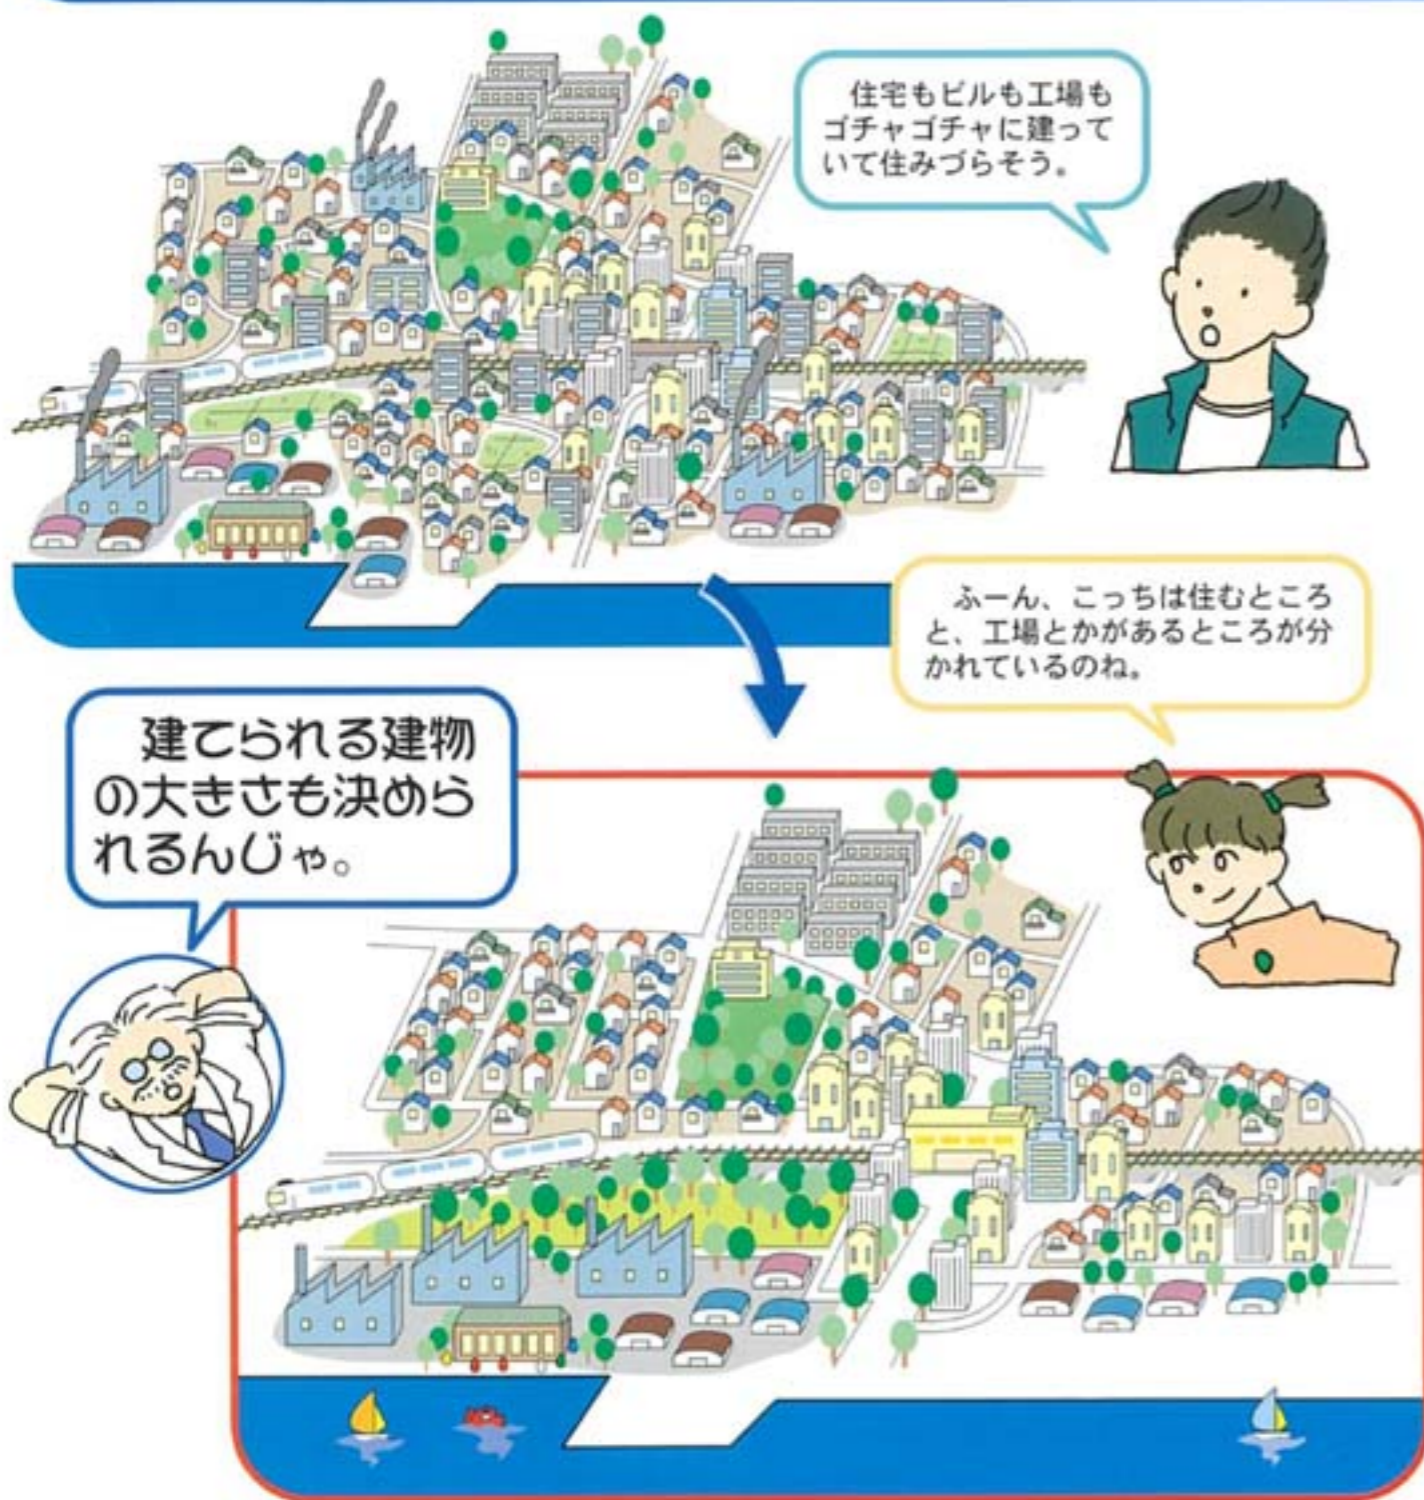 住宅もビルも工場も
ゴチャゴチャに建って
いて住みづらそう。
ふーん、こっちは住むところ
と、工場とかがあるところが分
かれているのね。
建てられる建物
の大きさも決めら
れるんじゃ。